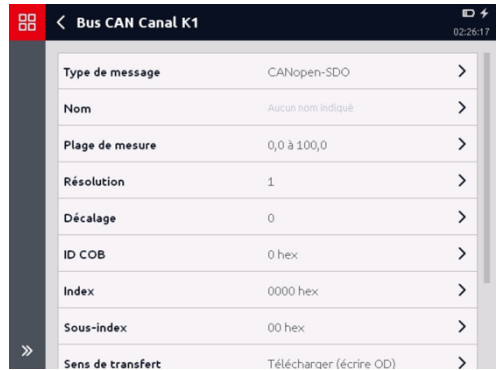 Bus CAN Canal K1
02:26:17
Type de message CANopen-SDO
Nom Aucun nom indiqué
Plage de mesure 0,0 à 100,0
Résolution 1
Décalage 0
ID COB 0 hex
Index 0000 hex
Sous-index 00 hex
Sens de transfert Télécharger (écrire OD)